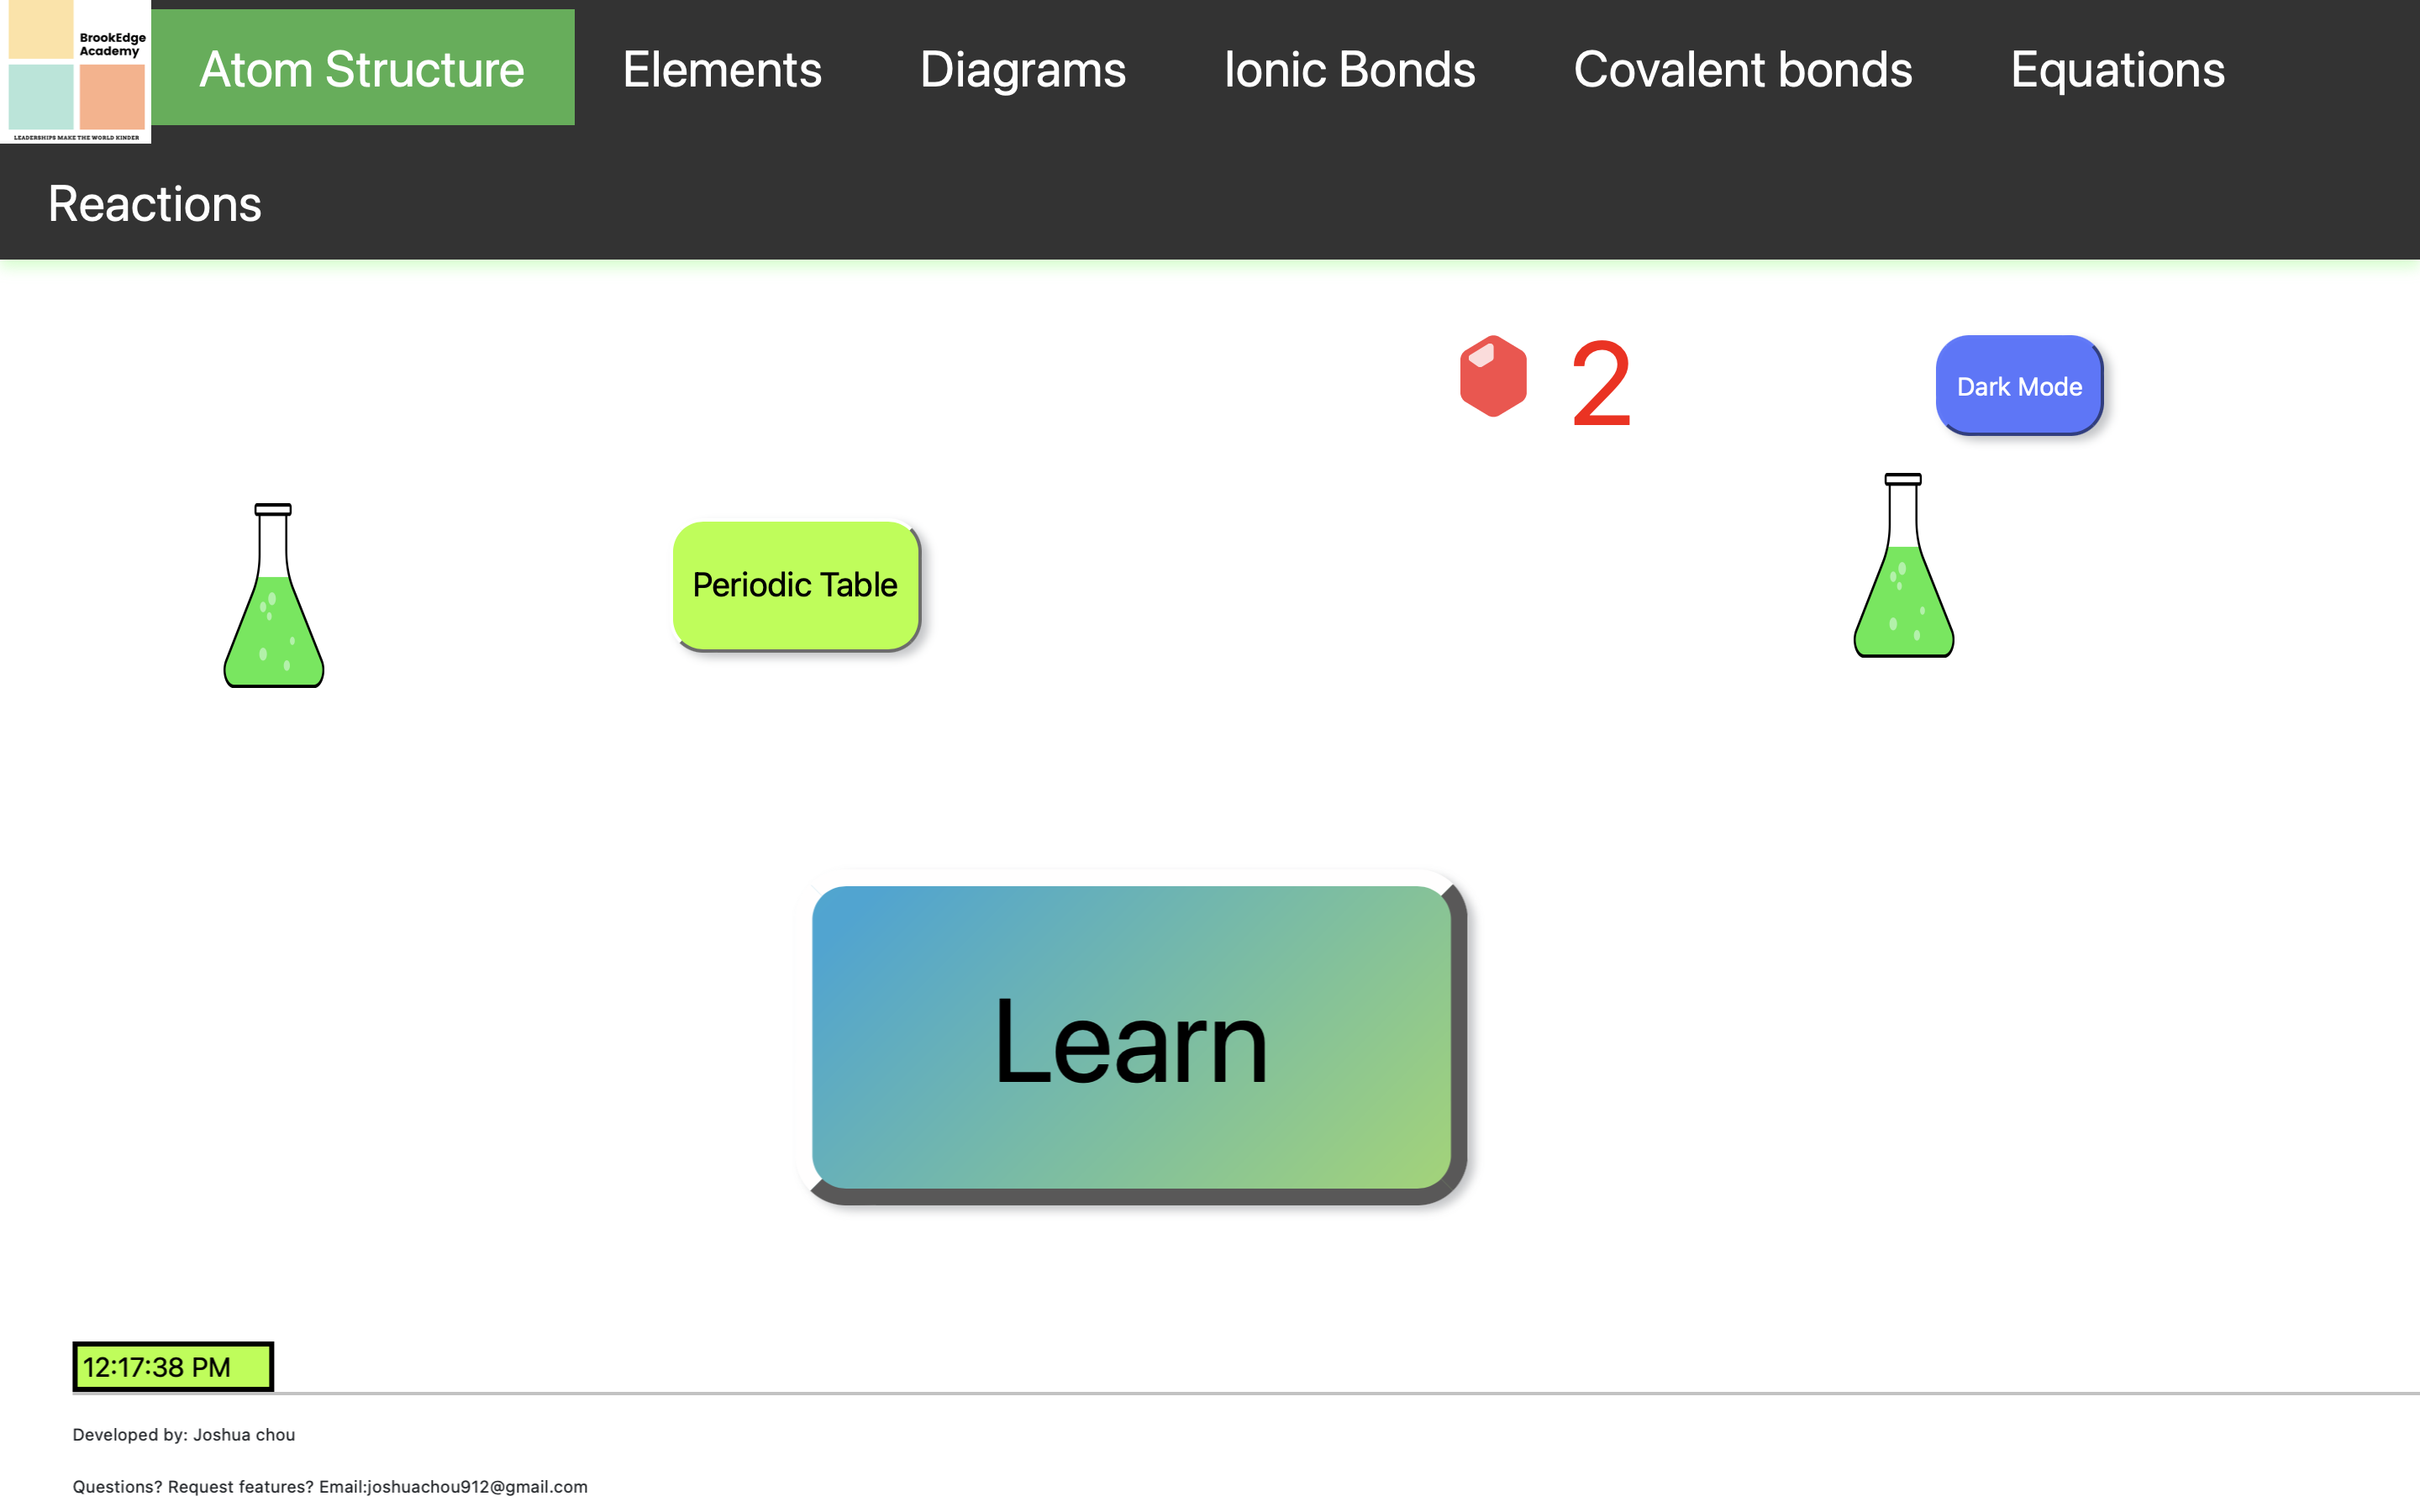 BrookEdge
Academy
LEADERSHIPS MAKE THE WORLD KINDER
Atom Structure
Elements
Diagrams
Ionic Bonds
Covalent bonds
Equations
Reactions
2
Dark Mode
Periodic Table
Learn
12:17:38 PM
Developed by: Joshua chou
Questions? Request features? Email:joshuachou912@gmail.com